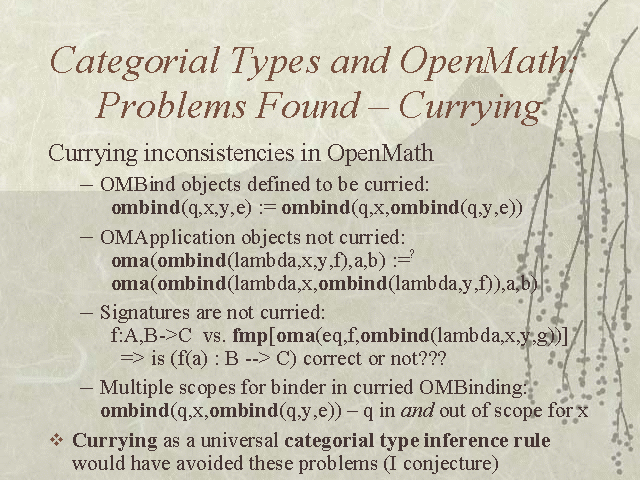 Categorial Types and OpenMath:
Problems Found – Currying
Currying inconsistencies in OpenMath
– OMBind objects defined to be curried:
ombind(q,x,y,e) := ombind(q,x,ombind(q,y,e))
– OMApplication objects not curried:
oma(ombind(lambda,x,y,f),a,b) :=?
oma(ombind(lambda,x,ombind(lambda,y,f)),a,b)
– Signatures are not curried:
f:A,B->C vs. fmp[oma(eq,f,ombind(lambda,x,y,g))]
=> is (f(a) : B --> C) correct or not???
– Multiple scopes for binder in curried OMBinding:
ombind(q,x,ombind(q,y,e)) – q in and out of scope for x
❖ Currying as a universal categorial type inference rule
would have avoided these problems (I conjecture)